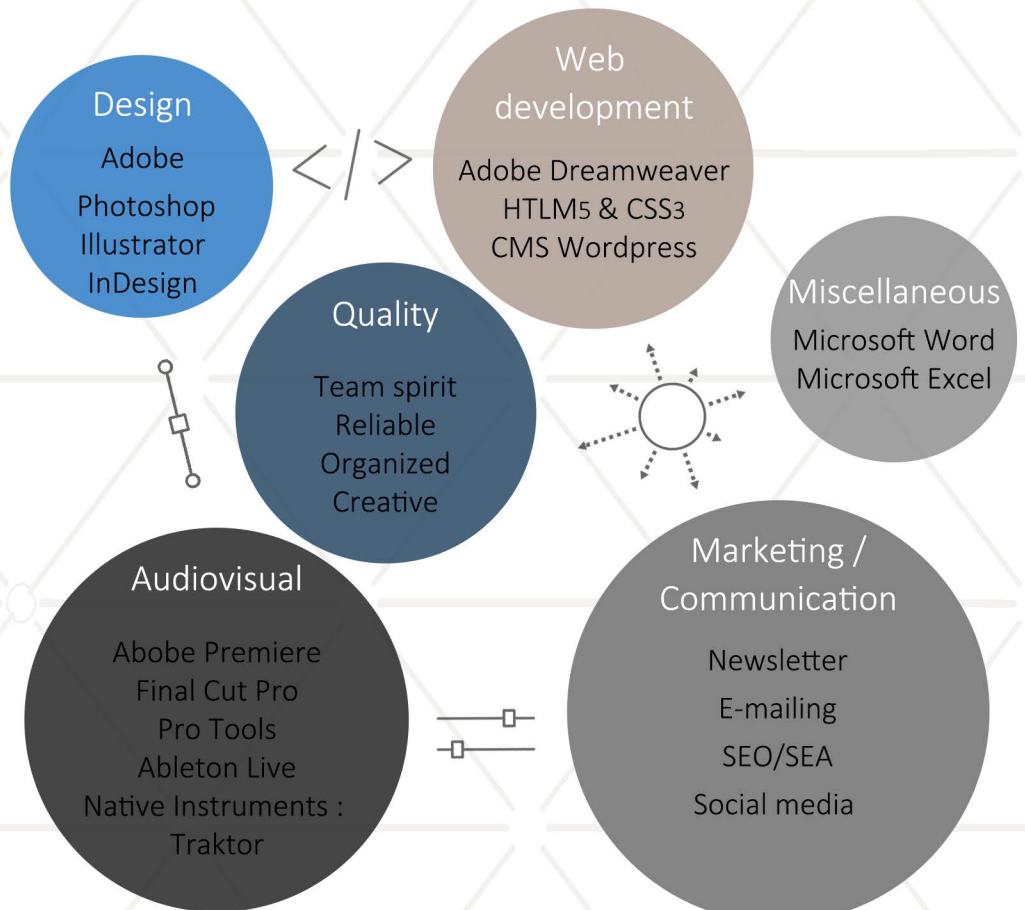 Design
Adobe
Photoshop
Illustrator
InDesign
</>
Web
development
Adobe Dreamweaver
HTLM5 & CSS3
CMS Wordpress
Miscellaneous
Microsoft Word
Microsoft Excel
Quality
Team spirit
Reliable
Organized
Creative
Audiovisual
Abobe Premiere
Final Cut Pro
Pro Tools
Ableton Live
Native Instruments :
Traktor
Marketing /
Communication
Newsletter
E-mailing
SEO/SEA
Social media